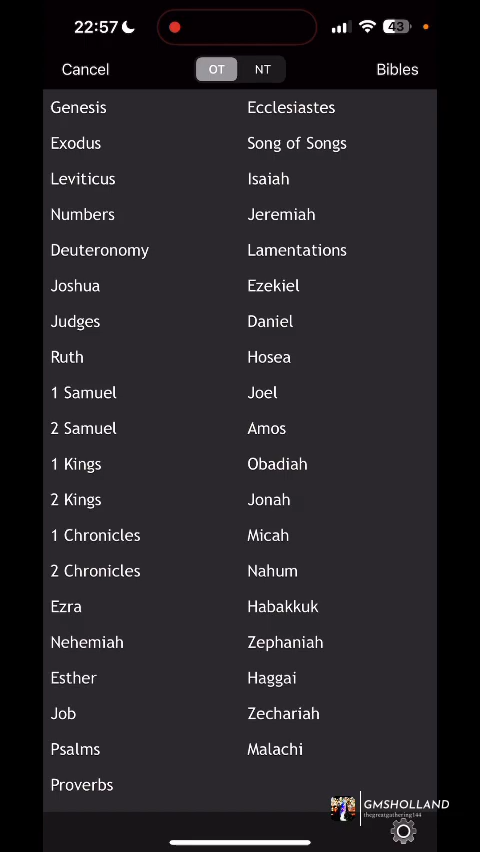 22:57
43
Cancel
OT
NT
Bibles
Genesis
Exodus
Leviticus
Numbers
Deuteronomy
Joshua
Judges
Ruth
1 Samuel
2 Samuel
1 Kings
2 Kings
1 Chronicles
2 Chronicles
Ezra
Nehemiah
Esther
Job
Psalms
Proverbs
Ecclesiastes
Song of Songs
Isaiah
Jeremiah
Lamentations
Ezekiel
Daniel
Hosea
Joel
Amos
Obadiah
Jonah
Micah
Nahum
Habakkuk
Zephaniah
Haggai
Zechariah
Malachi
GMSHOLLAND
thegreatgathering144